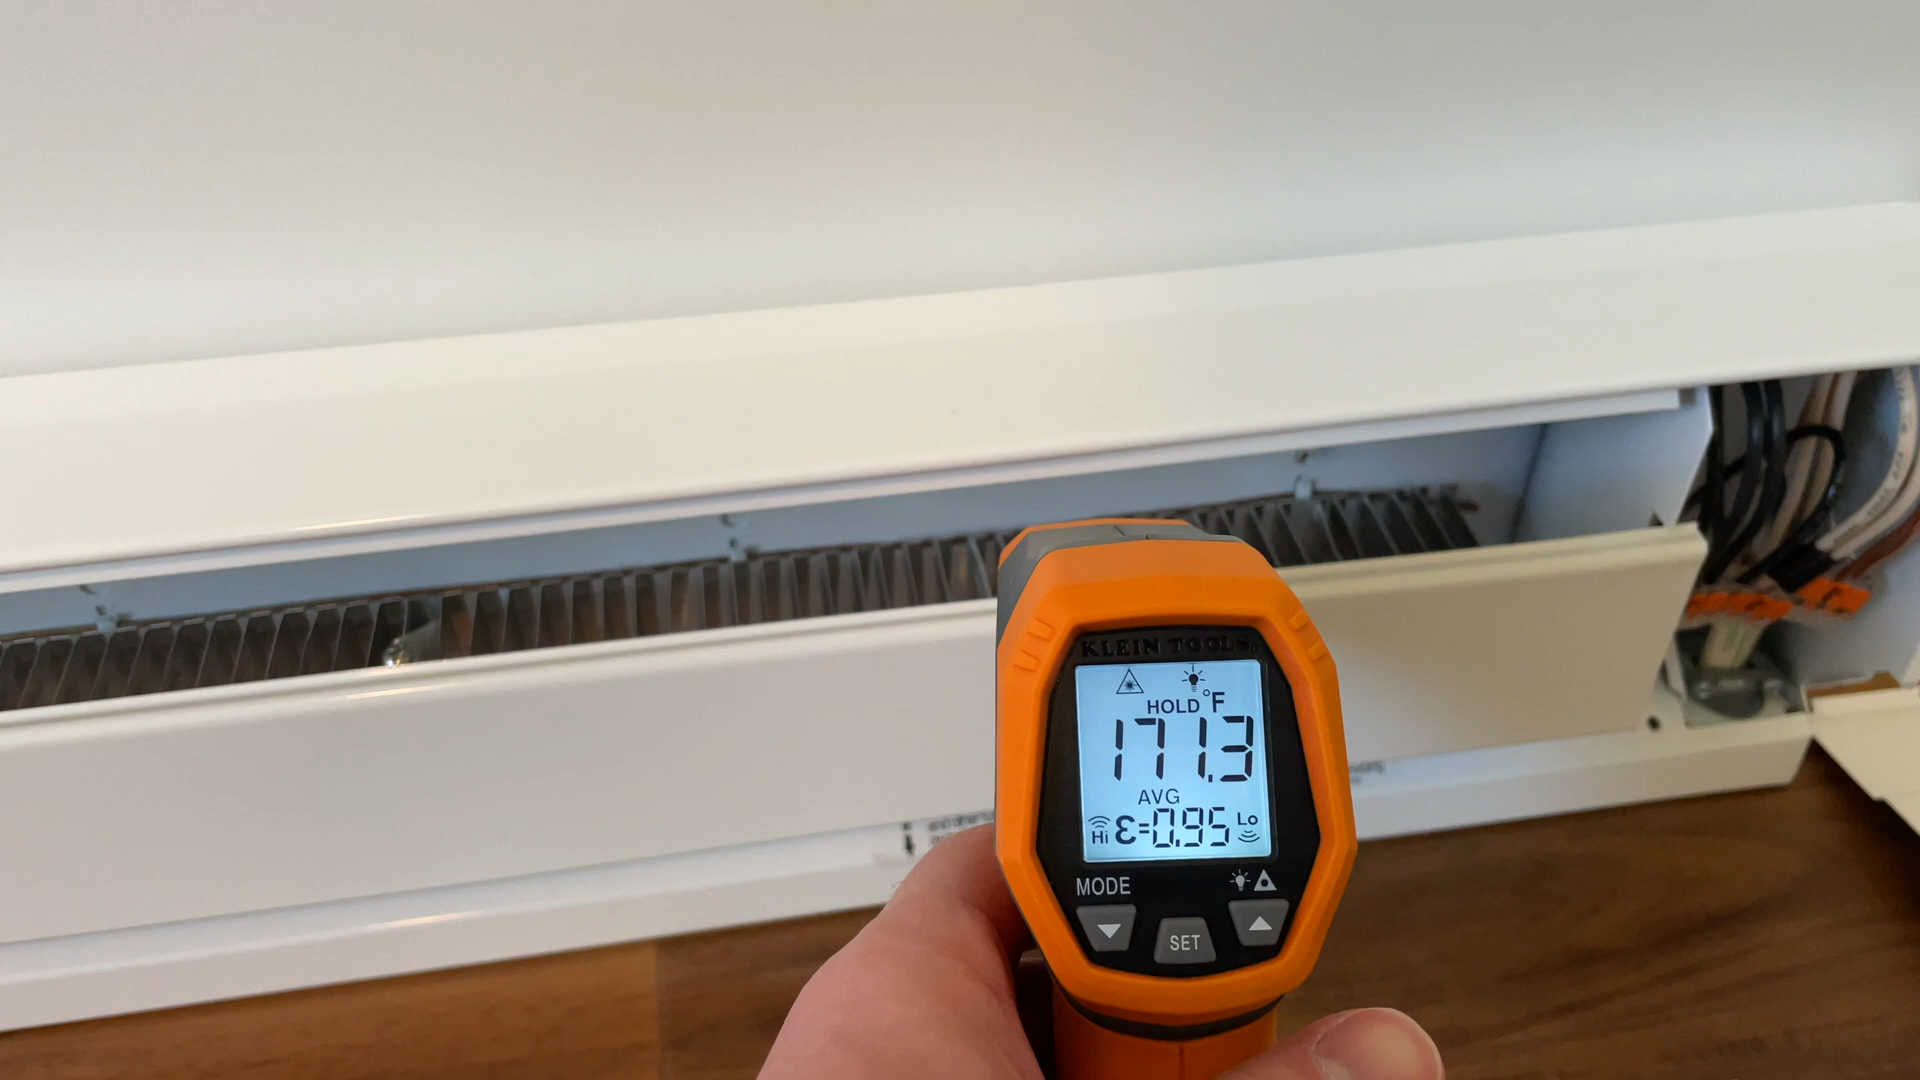 KLEIN TOOLS
HOLD °F
171.3
AVG
Hi ε=0.95 Lo
MODE
SET